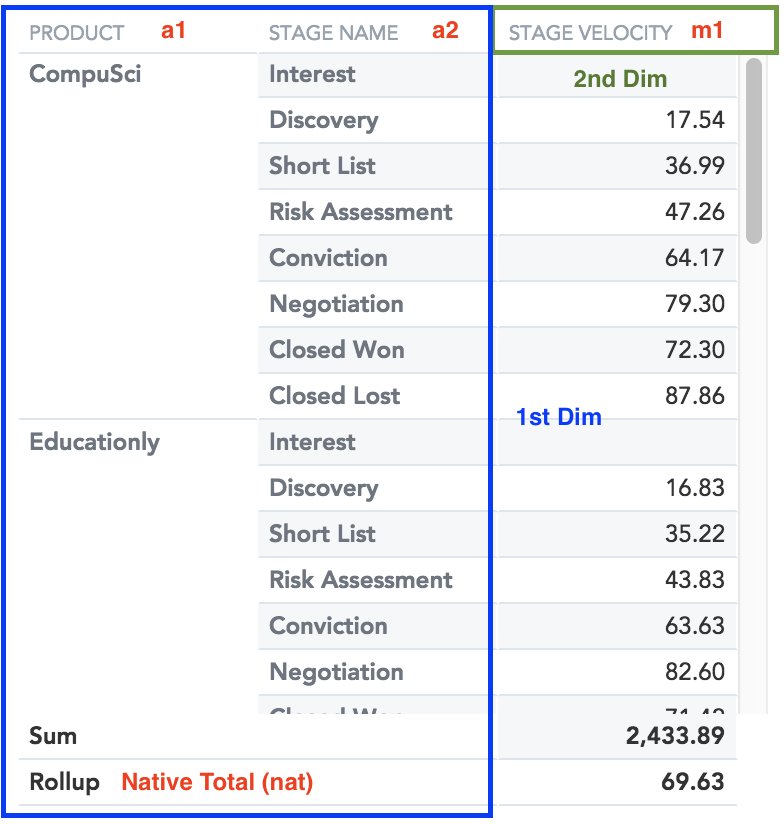 PRODUCT a1 STAGE NAME a2 STAGE VELOCITY m1
CompuSci Interest 2nd Dim
Discovery 17.54
Short List 36.99
Risk Assessment 47.26
Conviction 64.17
Negotiation 79.30
Closed Won 72.30
Closed Lost 87.86
1st Dim
Educationly Interest
Discovery 16.83
Short List 35.22
Risk Assessment 43.83
Conviction 63.63
Negotiation 82.60
Sum 2,433.89
Rollup Native Total (nat) 69.63